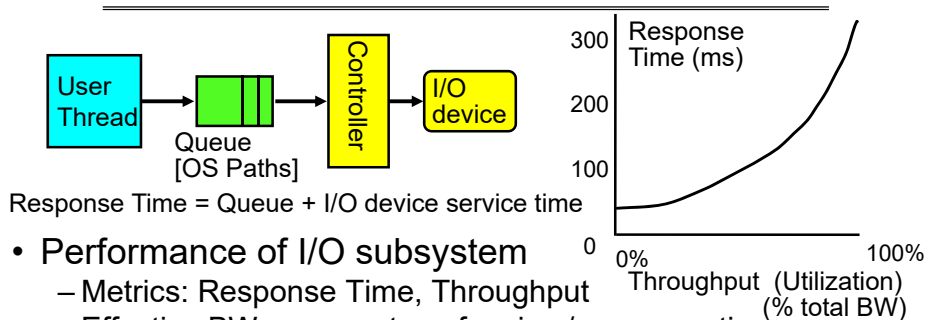 User
Thread
Queue
[OS Paths]
Controller
I/O
device
Response Time = Queue + I/O device service time
300
200
100
0
Response
Time (ms)
0%
100%
Throughput (Utilization)
(% total BW)
• Performance of I/O subsystem
– Metrics: Response Time, Throughput